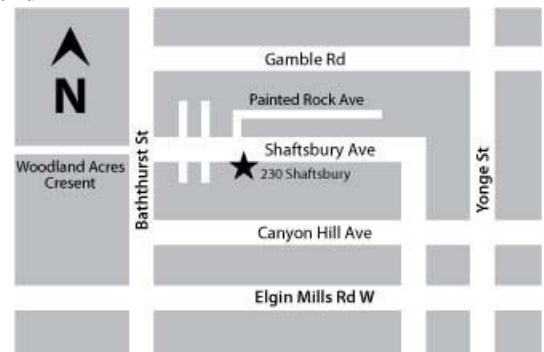 Gamble Rd
N
Painted Rock Ave
Shaftsbury Ave
Woodland Acres
Cresent
230 Shaftsbury
Baththurst St
Yonge St
Canyon Hill Ave
Elgin Mills Rd W